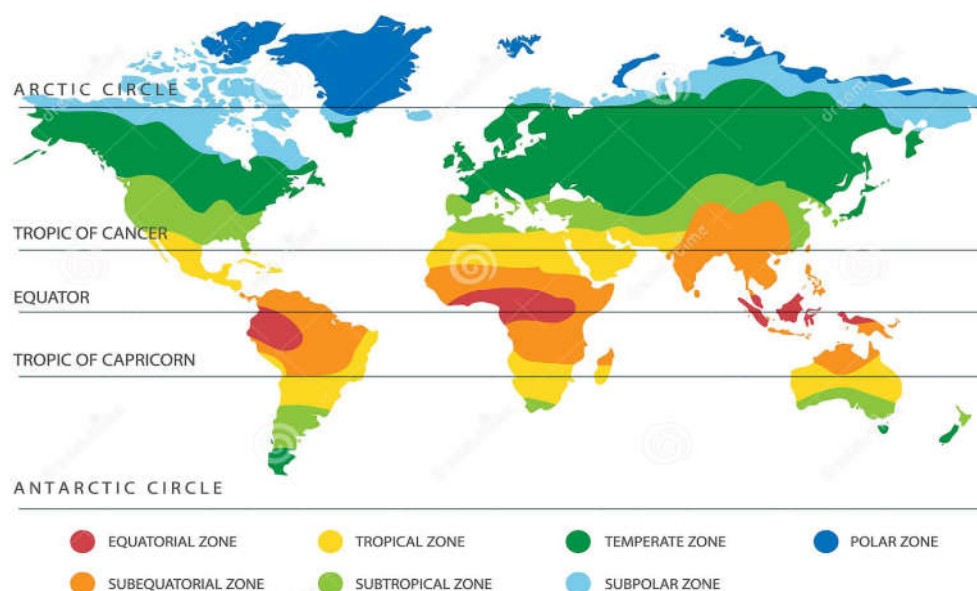 ARCTIC CIRCLE
TROPIC OF CANCER
EQUATOR
TROPIC OF CAPRICORN
ANTARCTIC CIRCLE
EQUATORIAL ZONE
TROPICAL ZONE
TEMPERATE ZONE
POLAR ZONE
SUBEQUATORIAL ZONE
SUBTROPICAL ZONE
SUBPOLAR ZONE